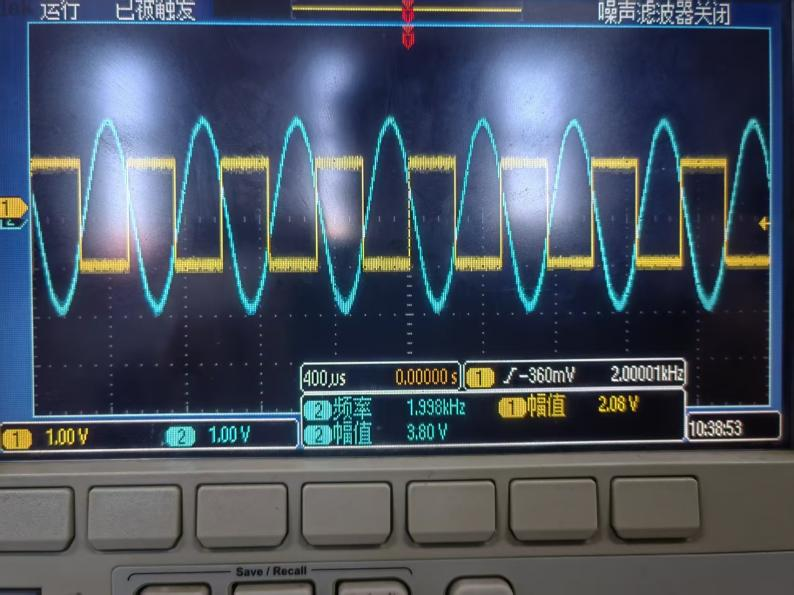 运行 已被触发 噪声滤波器关闭
1
400µs 0.00000 s 1 -360mV 2.00001kHz
2 频率 1.998kHz 1 幅值 2.08 V
1 1.00 V 2 1.00 V 2 幅值 3.80 V 10:38:53
Save / Recall